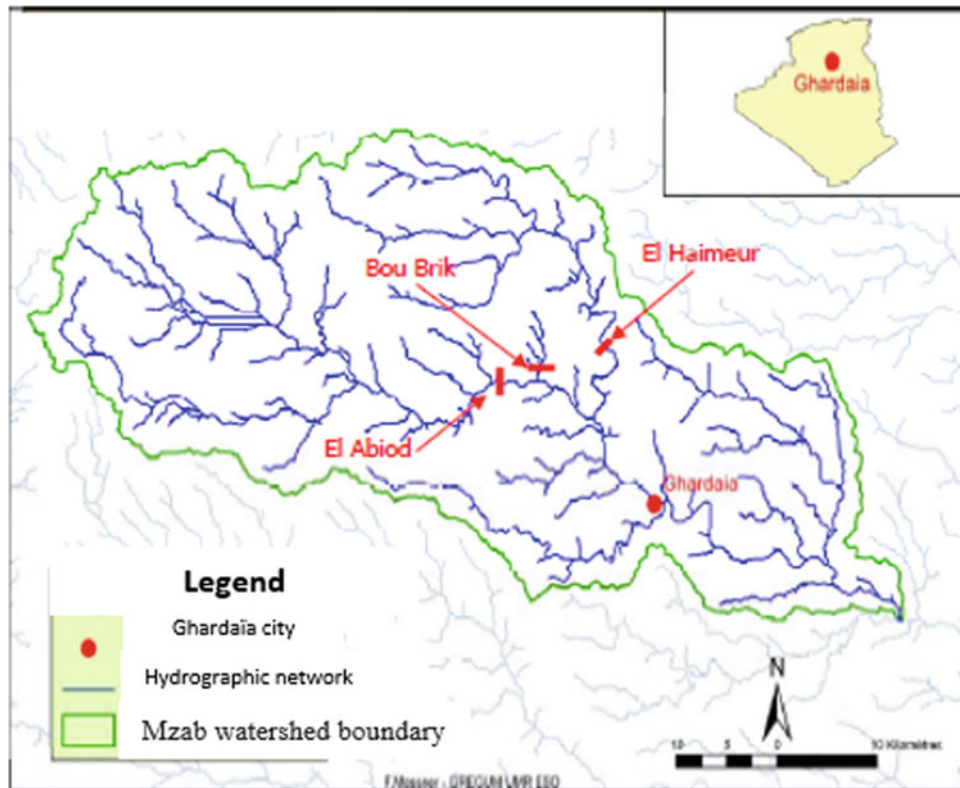 Ghardaia
El Haimeur
Bou Brik
El Abiod
Ghardaia
Legend
Ghardaïa city
Hydrographic network
Mzab watershed boundary
N
10 5 0 10 Kilomètres